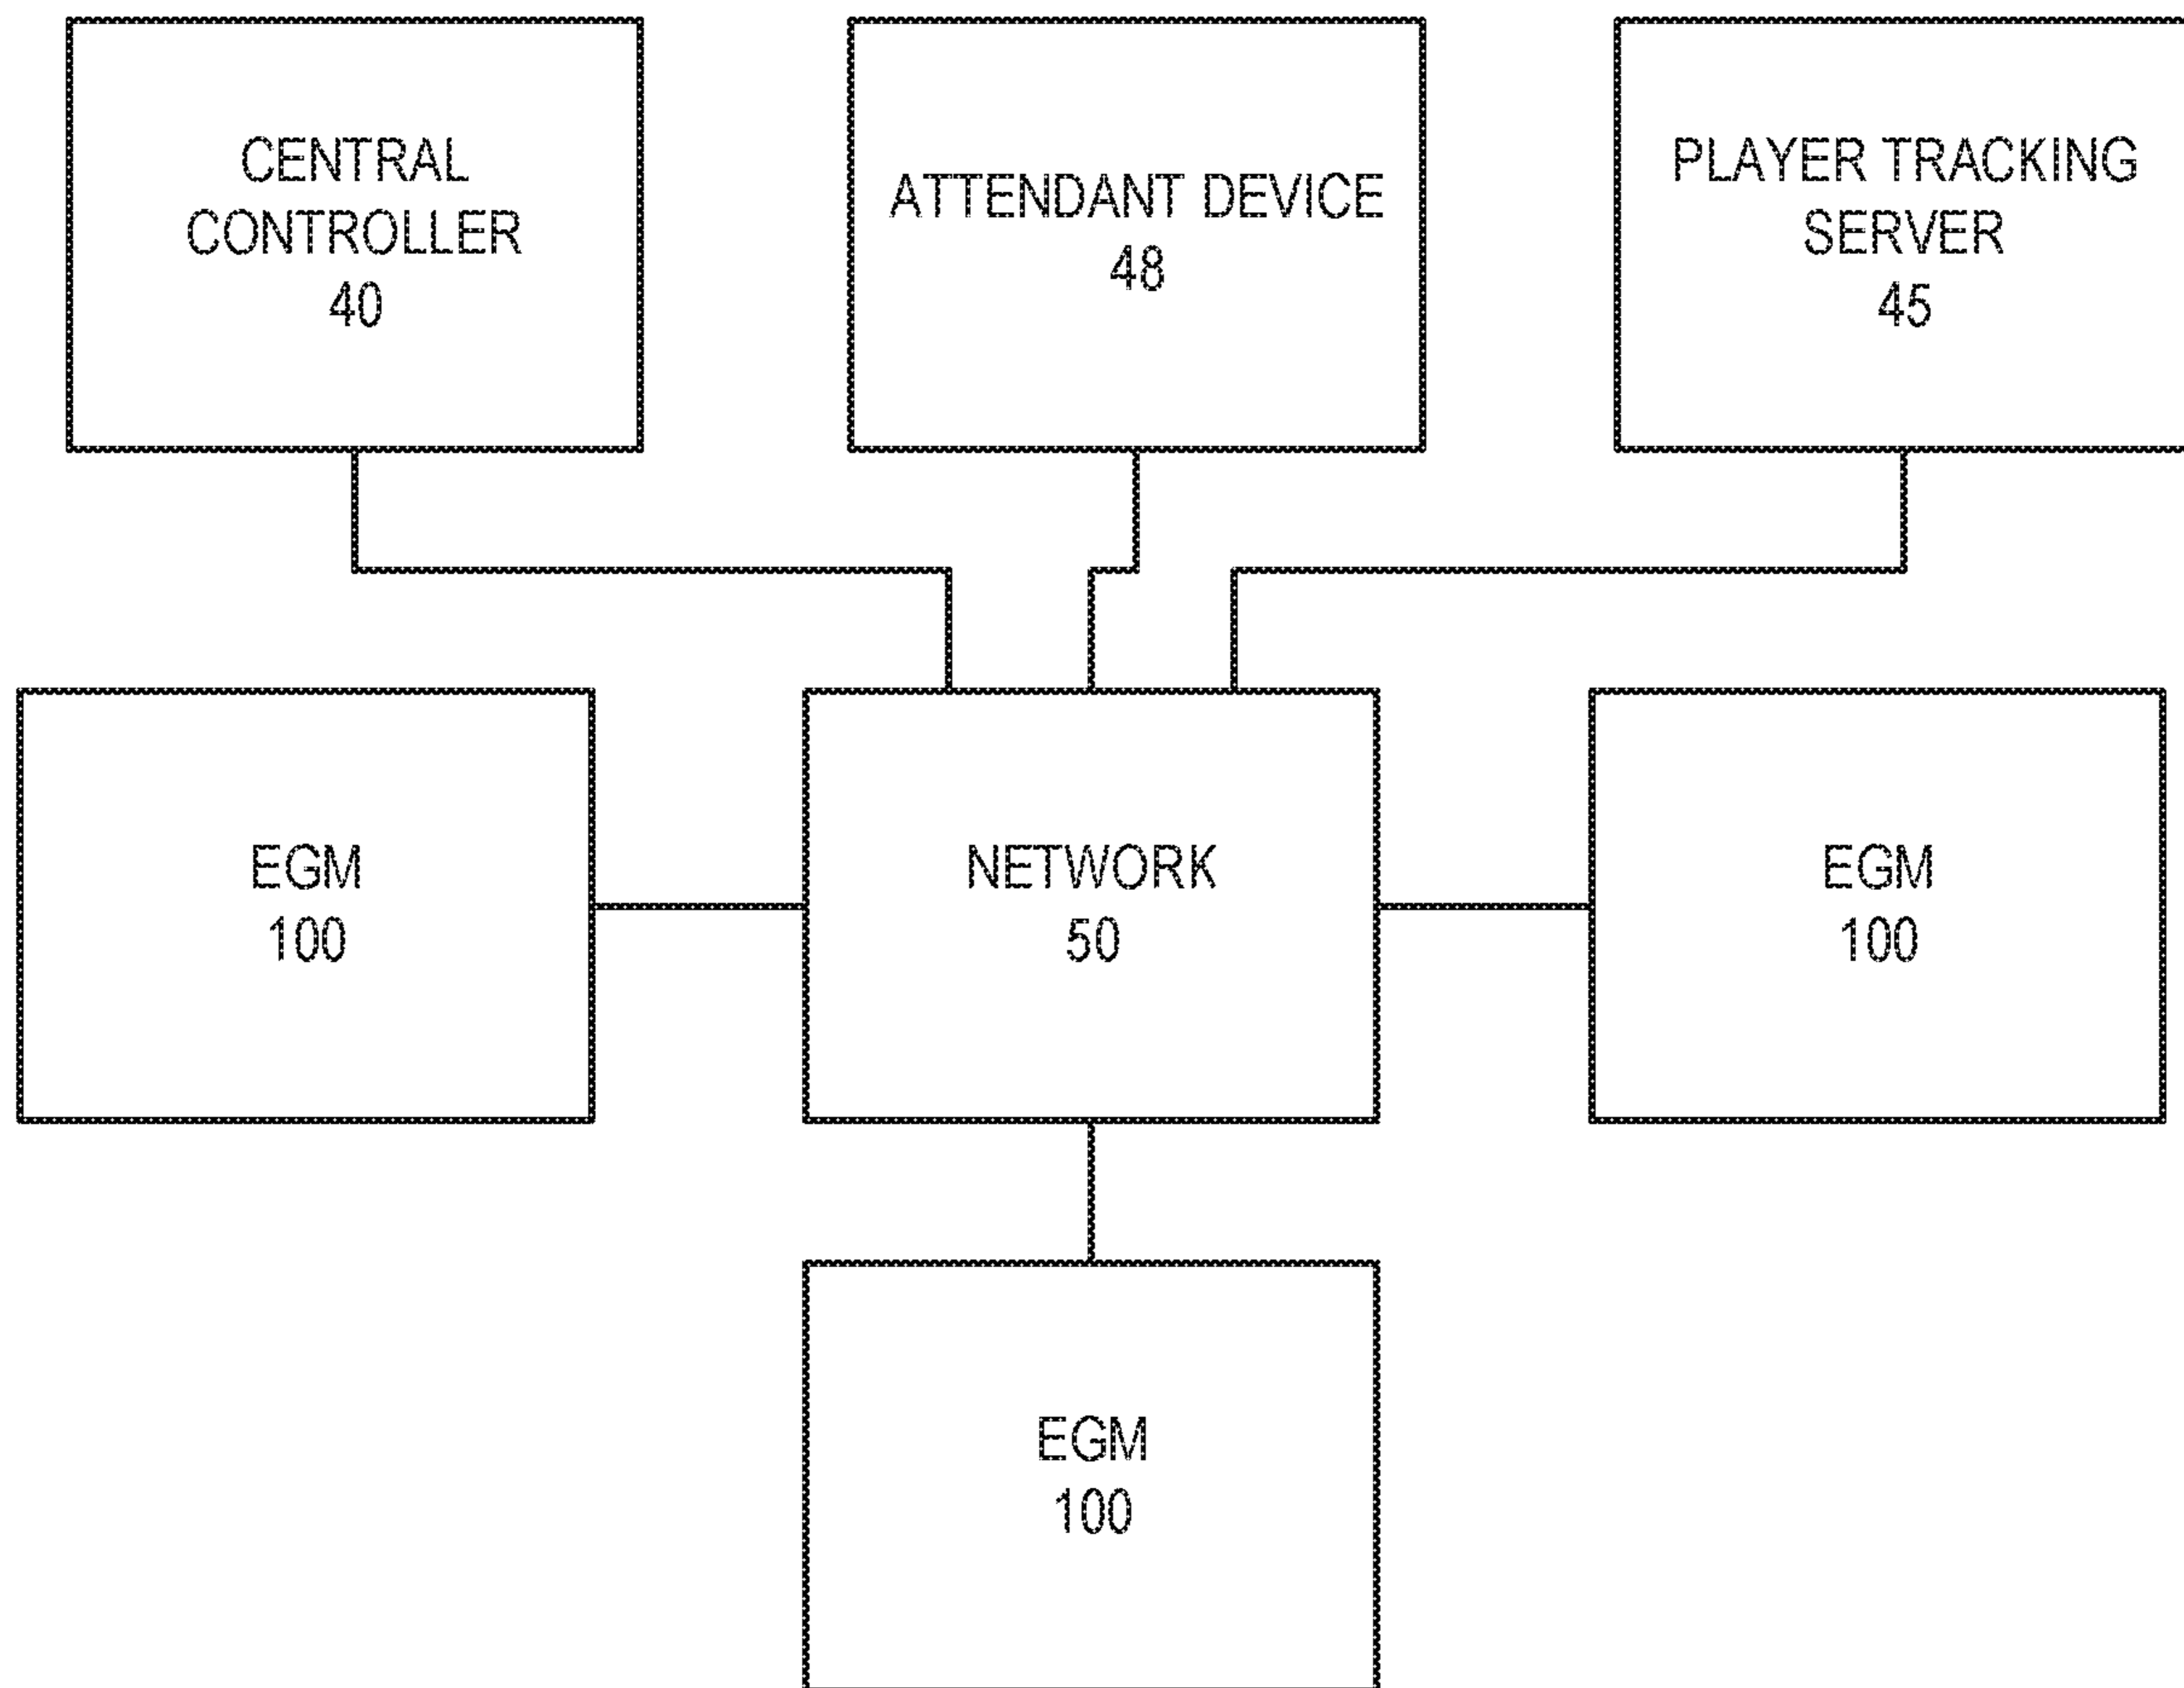 CENTRAL
CONTROLLER
40
ATTENDANT DEVICE
48
PLAYER TRACKING
SERVER
45
EGM
100
NETWORK
50
EGM
100
EGM
100